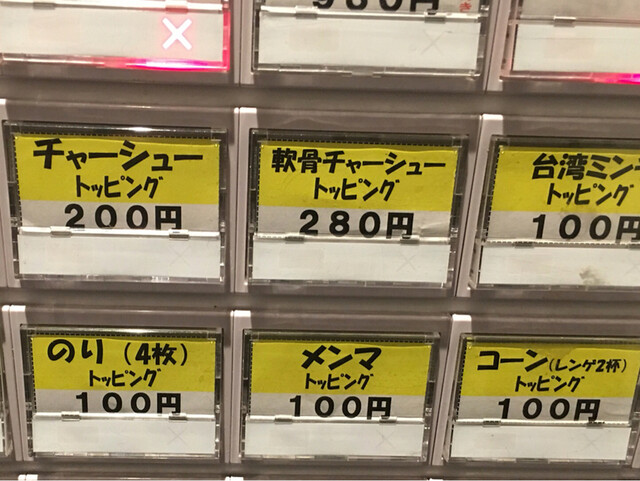 980円
チャーシュー
トッピング
200円
軟骨チャーシュー
トッピング
280円
台湾ミン
トッピング
100円
のり(4枚)
トッピング
100円
メンマ
トッピング
100円
コーン(レンゲ2杯)
トッピング
100円